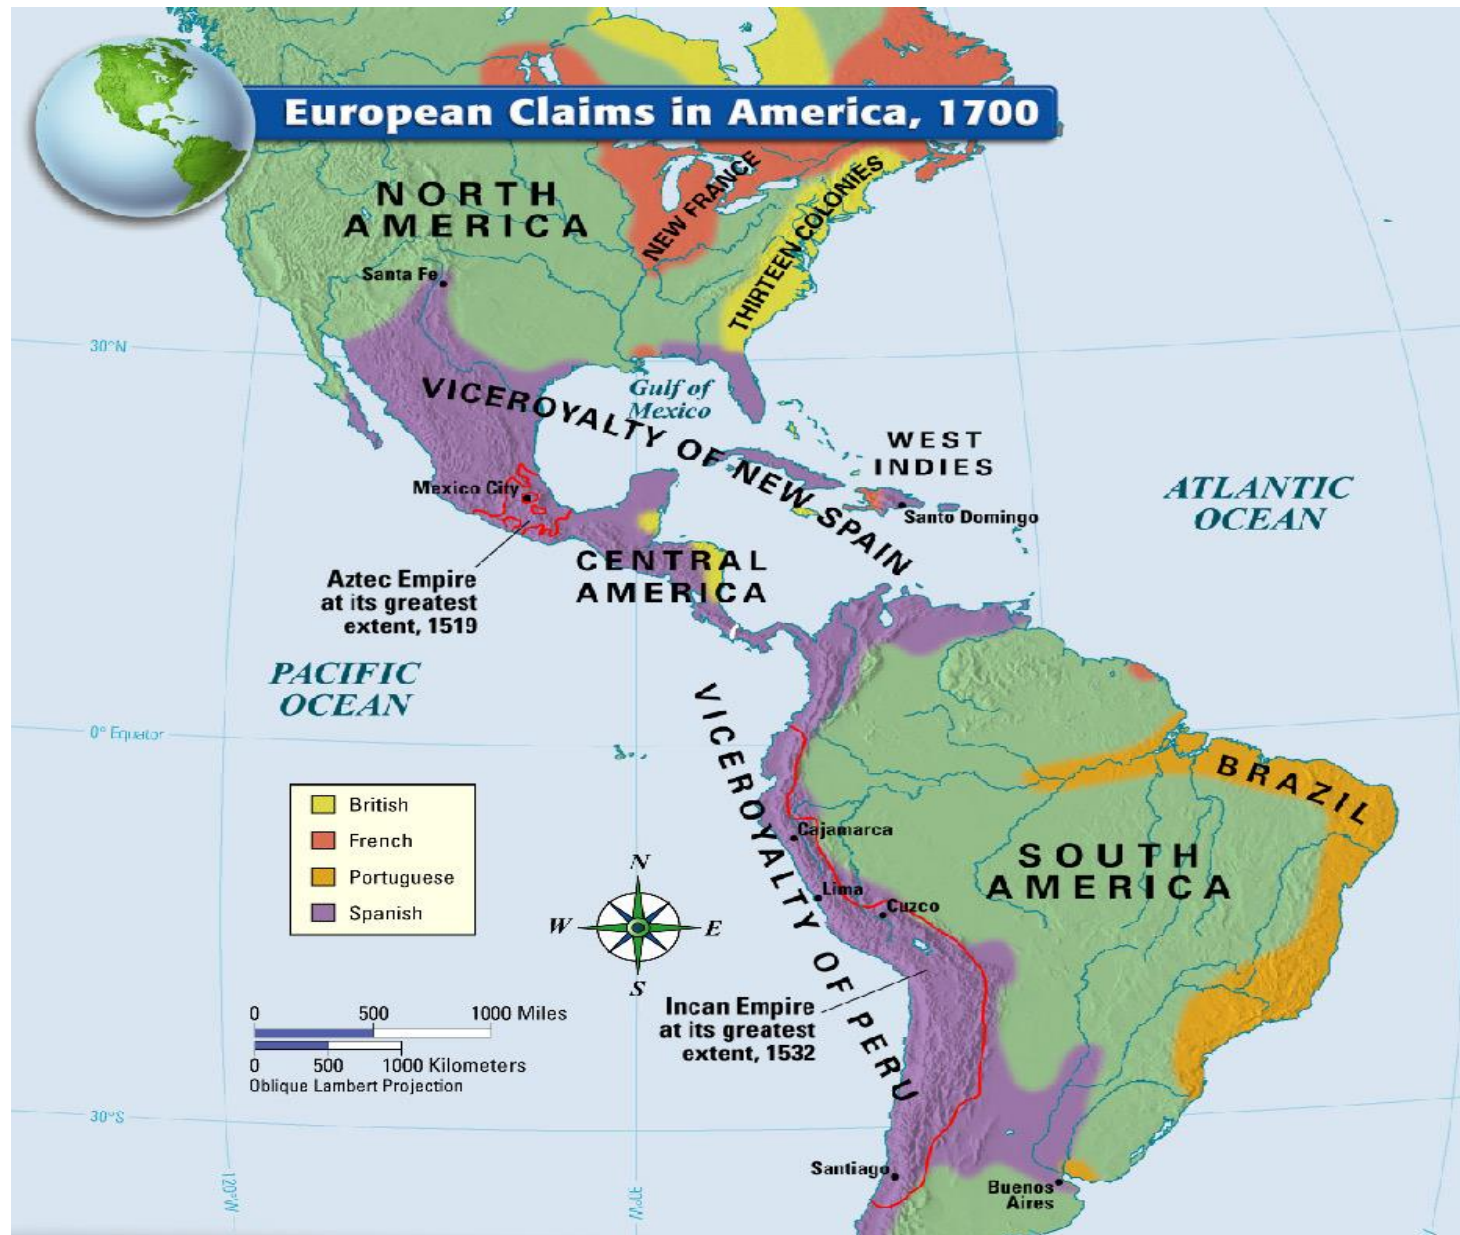 European Claims in America, 1700
NORTH
AMERICA
NEW FRANCE
THIRTEEN COLONIES
Santa Fe
30°N
VICEROYALTY OF NEW SPAIN
Gulf of
Mexico
WEST
INDIES
Mexico City
Santo Domingo
ATLANTIC
OCEAN
CENTRAL
AMERICA
Aztec Empire
at its greatest
extent, 1519
PACIFIC
OCEAN
0° Equator
VICEROYALTY OF PERU
BRAZIL
British
French
Portuguese
Spanish
Cajamarca
SOUTH
AMERICA
Lima
Cuzco
N
W
E
S
Incan Empire
at its greatest
extent, 1532
0 500 1000 Miles
0 500 1000 Kilometers
Oblique Lambert Projection
30°S
Santiago
Buenos
Aires
120°W
90°W